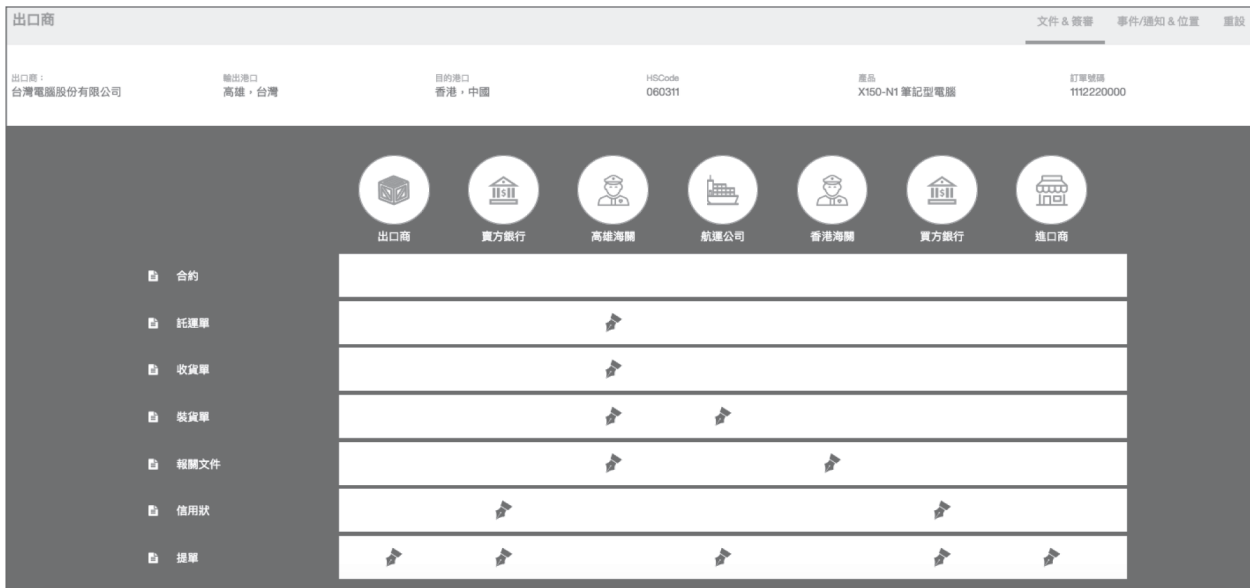 出口商
文件 & 簽審 事件/通知 & 位置 重設
出口商： 輸出港口 目的港口 HSCode 產品 訂單號碼
台灣電腦股份有限公司 高雄，台灣 香港，中國 060311 X150-N1 筆記型電腦 1112220000
出口商 賣方銀行 高雄海關 航運公司 香港海關 買方銀行 進口商
合約
託運單
收貨單
裝貨單
報關文件
信用狀
提單